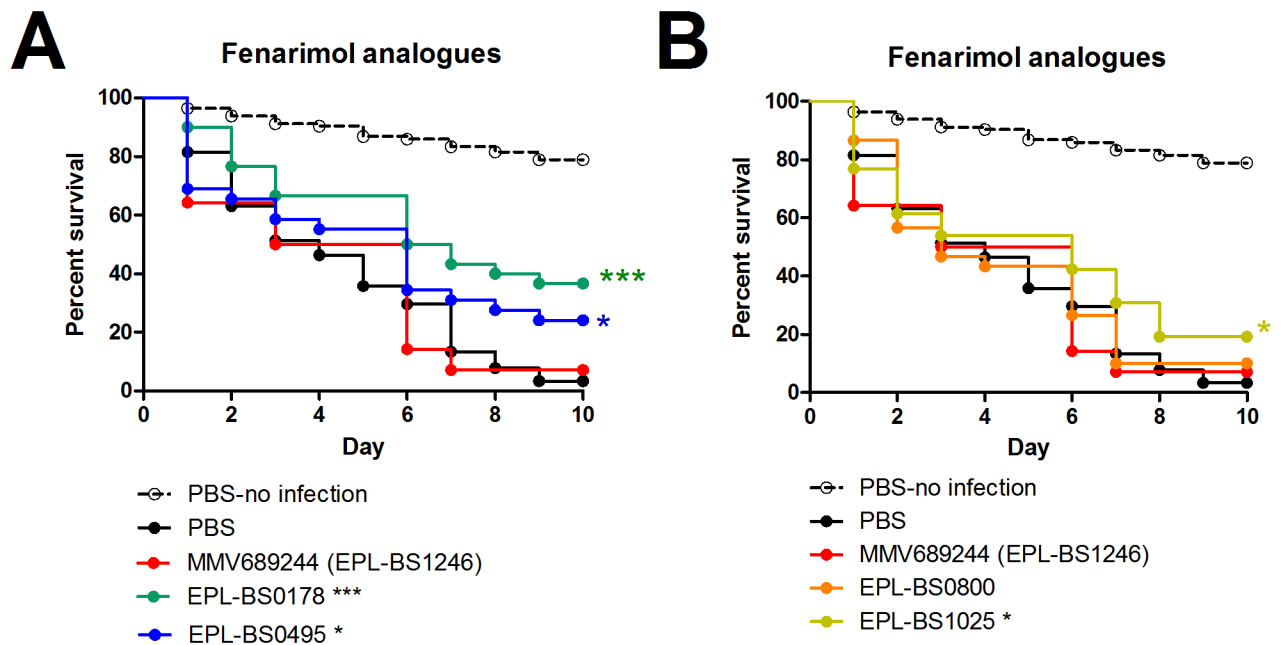 A
Fenarimol analogues
Percent survival
100
80
60
40
20
0
0 2 4 6 8 10
Day
***
*
PBS-no infection
PBS
MMV689244 (EPL-BS1246)
EPL-BS0178 ***
EPL-BS0495 *
B
Fenarimol analogues
Percent survival
100
80
60
40
20
0
0 2 4 6 8 10
Day
*
PBS-no infection
PBS
MMV689244 (EPL-BS1246)
EPL-BS0800
EPL-BS1025 *